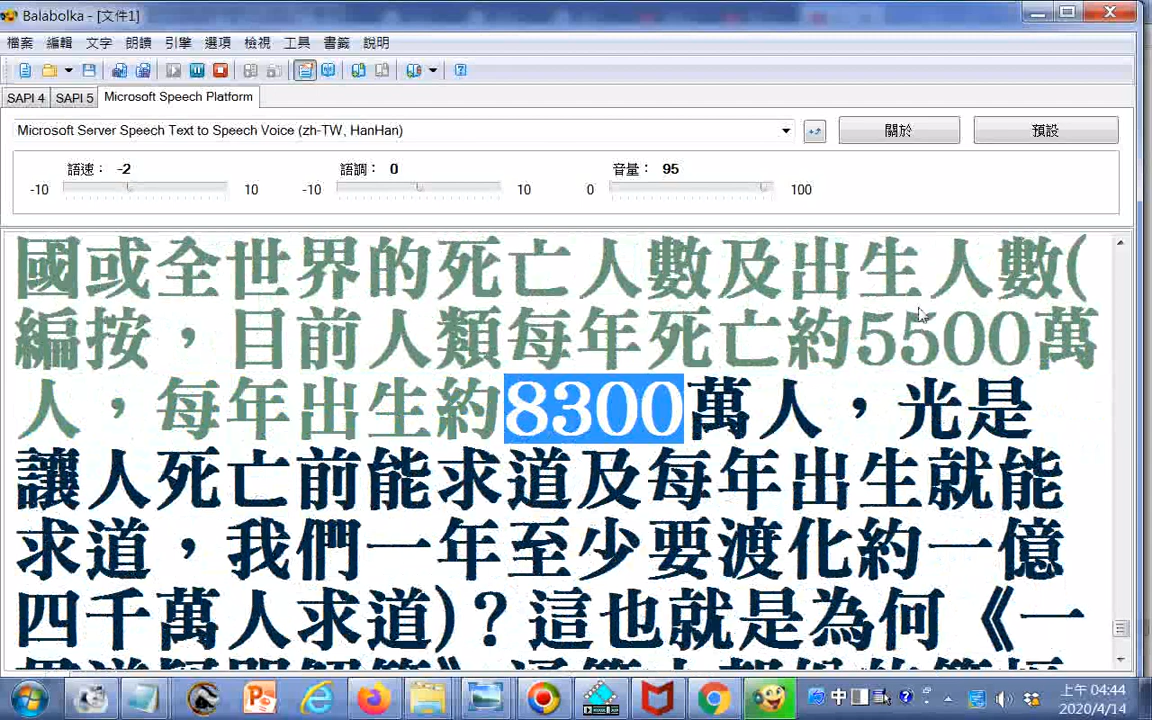 Balabolka - [文件1]
檔案 編輯 文字 朗讀 引擎 選項 檢視 工具 書籤 說明
SAPI 4 SAPI 5 Microsoft Speech Platform
Microsoft Server Speech Text to Speech Voice (zh-TW, HanHan) 關於 預設
語速： -2 語調： 0 音量： 95
-10 10 -10 10 0 100
國或全世界的死亡人數及出生人數(
編按，目前人類每年死亡約5500萬
人，每年出生約8300萬人，光是
讓人死亡前能求道及每年出生就能
求道，我們一年至少要渡化約一億
四千萬人求道)？這也就是為何《一
中
上午 04:44
2020/4/14